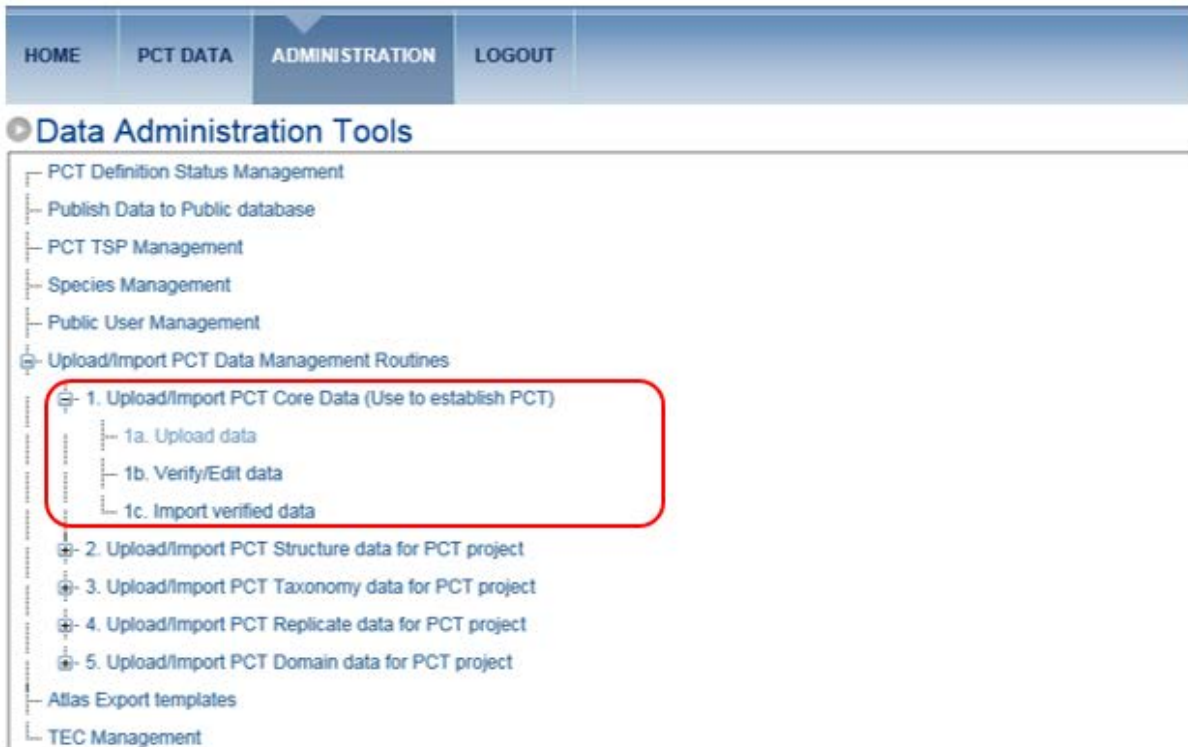 HOME PCT DATA ADMINISTRATION LOGOUT
Data Administration Tools
PCT Definition Status Management
Publish Data to Public database
PCT TSP Management
Species Management
Public User Management
Upload/Import PCT Data Management Routines
1. Upload/Import PCT Core Data (Use to establish PCT)
1a. Upload data
1b. Verify/Edit data
1c. Import verified data
2. Upload/Import PCT Structure data for PCT project
3. Upload/Import PCT Taxonomy data for PCT project
4. Upload/Import PCT Replicate data for PCT project
5. Upload/Import PCT Domain data for PCT project
Atlas Export templates
TEC Management